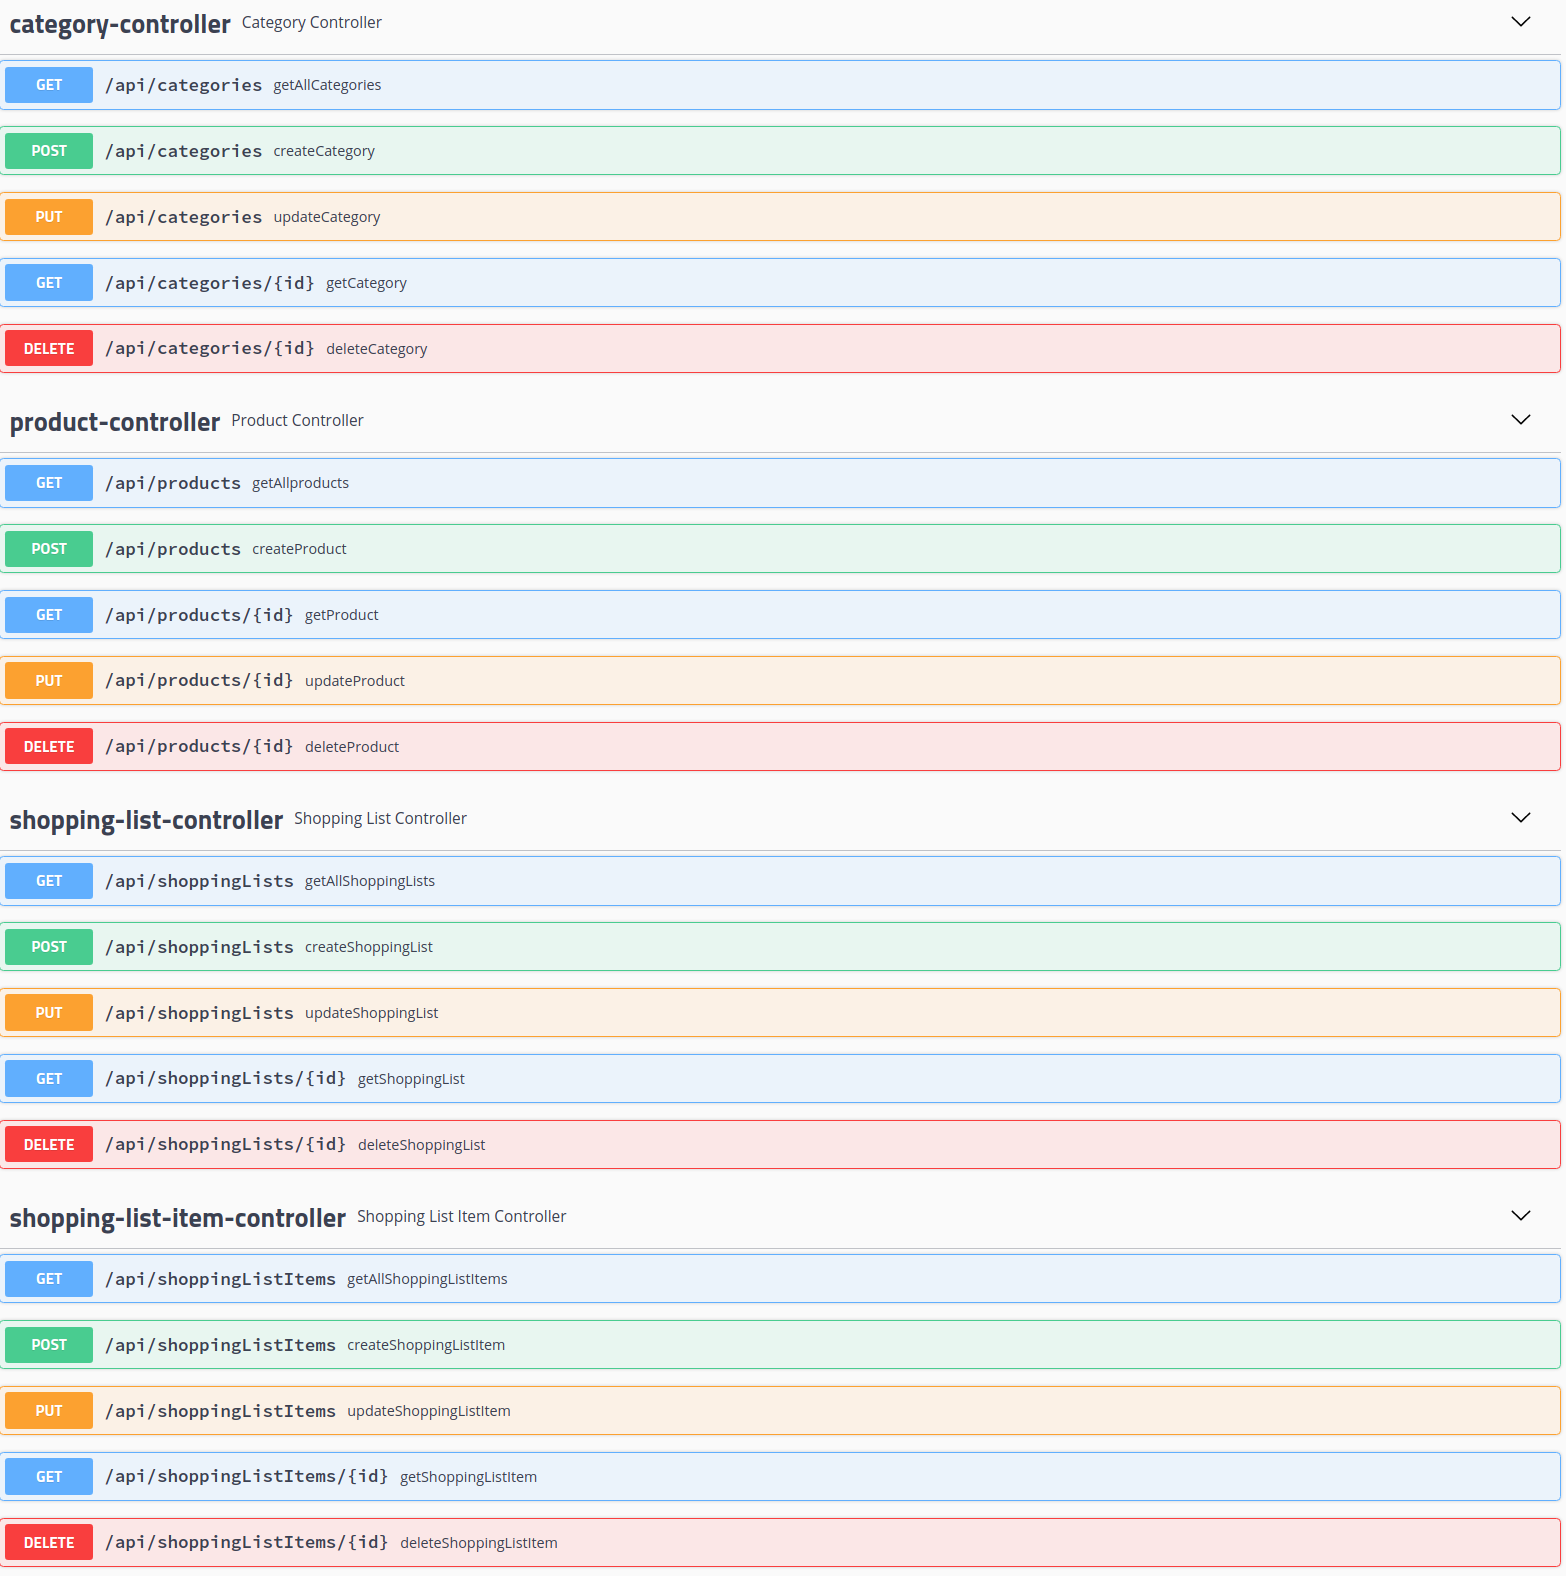 category-controller Category Controller
GET /api/categories getAllCategories
POST /api/categories createCategory
PUT /api/categories updateCategory
GET /api/categories/{id} getCategory
DELETE /api/categories/{id} deleteCategory
product-controller Product Controller
GET /api/products getAllproducts
POST /api/products createProduct
GET /api/products/{id} getProduct
PUT /api/products/{id} updateProduct
DELETE /api/products/{id} deleteProduct
shopping-list-controller Shopping List Controller
GET /api/shoppingLists getAllShoppingLists
POST /api/shoppingLists createShoppingList
PUT /api/shoppingLists updateShoppingList
GET /api/shoppingLists/{id} getShoppingList
DELETE /api/shoppingLists/{id} deleteShoppingList
shopping-list-item-controller Shopping List Item Controller
GET /api/shoppingListItems getAllShoppingListItems
POST /api/shoppingListItems createShoppingListItem
PUT /api/shoppingListItems updateShoppingListItem
GET /api/shoppingListItems/{id} getShoppingListItem
DELETE /api/shoppingListItems/{id} deleteShoppingListItem